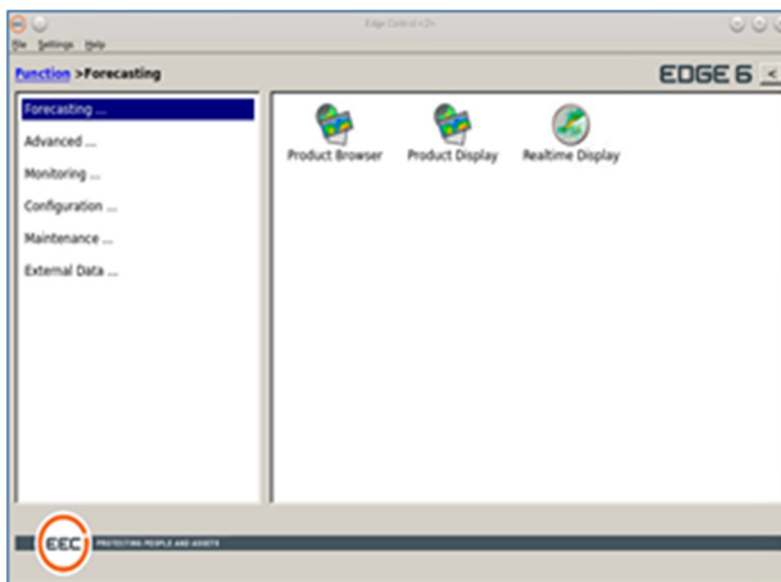 Edge Control <2>
File Settings Help
Function >Forecasting
EDGE 6 <
Forecasting ...
Advanced ...
Monitoring ...
Configuration ...
Maintenance ...
External Data ...
Product Browser
Product Display
Realtime Display
EEC
PROTECTING PEOPLE AND ASSETS